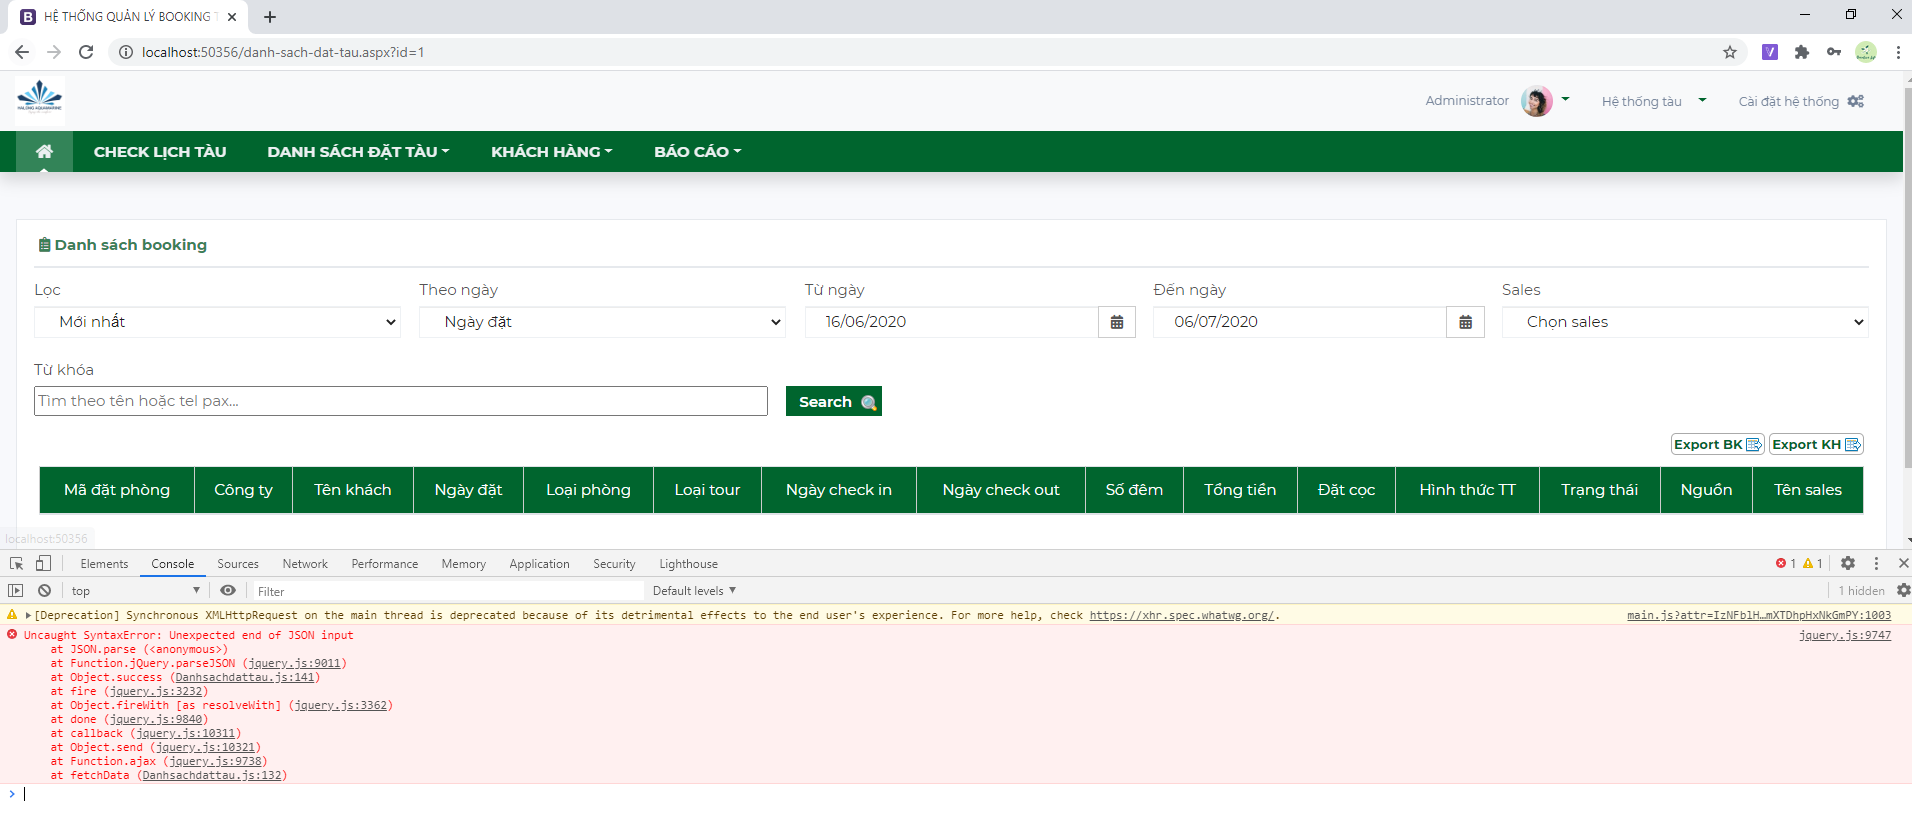 HỆ THỐNG QUẢN LÝ BOOKING T
localhost:50356/danh-sach-dat-tau.aspx?id=1
HALONG AQUAMARINE
Administrator
Hệ thống tàu
Cài đặt hệ thống
CHECK LỊCH TÀU
DANH SÁCH ĐẶT TÀU
KHÁCH HÀNG
BÁO CÁO
Danh sách booking
Lọc
Theo ngày
Từ ngày
Đến ngày
Sales
Mới nhất
Ngày đặt
16/06/2020
06/07/2020
Chọn sales
Từ khóa
Tìm theo tên hoặc tel pax...
Search
Export BK
Export KH
Mã đặt phòng
Công ty
Tên khách
Ngày đặt
Loại phòng
Loại tour
Ngày check in
Ngày check out
Số đêm
Tổng tiền
Đặt cọc
Hình thức TT
Trạng thái
Nguồn
Tên sales
localhost:50356
Elements
Console
Sources
Network
Performance
Memory
Application
Security
Lighthouse
1
1
top
Filter
Default levels
1 hidden
[Deprecation] Synchronous XMLHttpRequest on the main thread is deprecated because of its detrimental effects to the end user's experience. For more help, check https://xhr.spec.whatwg.org/.
main.js?attr=IzNFblH…mXTDhpHxNkGmPY:1003
Uncaught SyntaxError: Unexpected end of JSON input
jquery.js:9747
at JSON.parse (<anonymous>)
at Function.jQuery.parseJSON (jquery.js:9011)
at Object.success (Danhsachdattau.js:141)
at fire (jquery.js:3232)
at Object.fireWith [as resolveWith] (jquery.js:3362)
at done (jquery.js:9840)
at callback (jquery.js:10311)
at Object.send (jquery.js:10321)
at Function.ajax (jquery.js:9738)
at fetchData (Danhsachdattau.js:132)